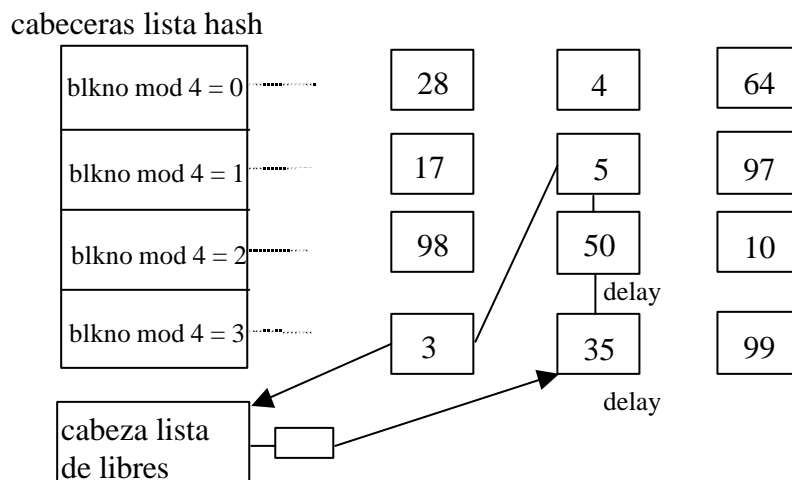 cabeceras lista hash
blkno mod 4 = 0 28 4 64
blkno mod 4 = 1 17 5 97
blkno mod 4 = 2 98 50 10
delay
blkno mod 4 = 3 3 35 99
delay
cabeza lista
de libres